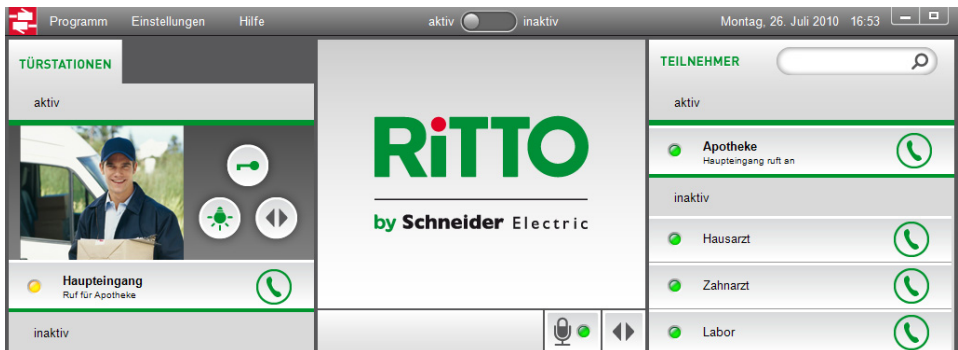 Programm Einstellungen Hilfe aktiv inaktiv Montag, 26. Juli 2010 16:53
TÜRSTATIONEN
aktiv
Haupteingang
Ruf für Apotheke
inaktiv
RiTTO
by Schneider Electric
TEILNEHMER
aktiv
Apotheke
Haupteingang ruft an
inaktiv
Hausarzt
Zahnarzt
Labor